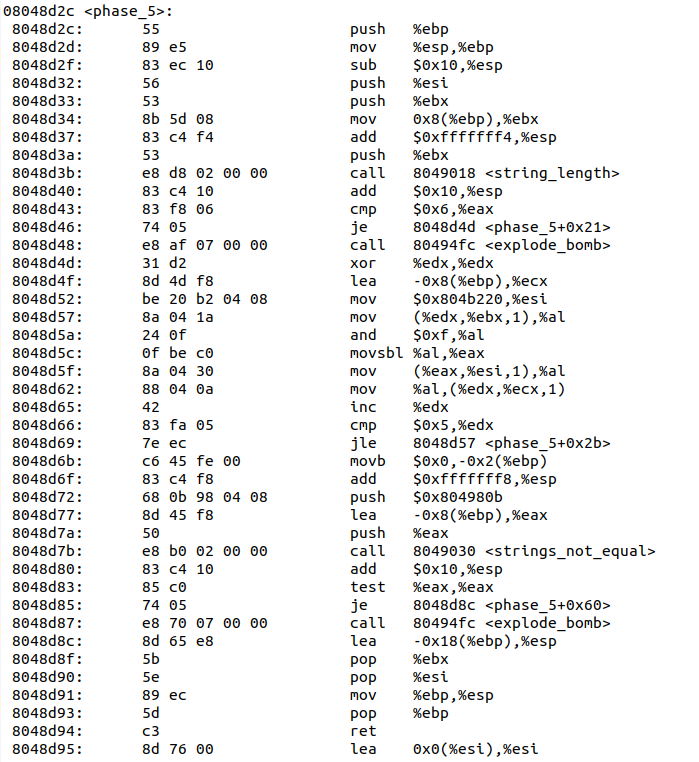 08048d2c <phase_5>:
8048d2c: 55 push %ebp
8048d2d: 89 e5 mov %esp,%ebp
8048d2f: 83 ec 10 sub $0x10,%esp
8048d32: 56 push %esi
8048d33: 53 push %ebx
8048d34: 8b 5d 08 mov 0x8(%ebp),%ebx
8048d37: 83 c4 f4 add $0xfffffff4,%esp
8048d3a: 53 push %ebx
8048d3b: e8 d8 02 00 00 call 8049018 <string_length>
8048d40: 83 c4 10 add $0x10,%esp
8048d43: 83 f8 06 cmp $0x6,%eax
8048d46: 74 05 je 8048d4d <phase_5+0x21>
8048d48: e8 af 07 00 00 call 80494fc <explode_bomb>
8048d4d: 31 d2 xor %edx,%edx
8048d4f: 8d 4d f8 lea -0x8(%ebp),%ecx
8048d52: be 20 b2 04 08 mov $0x804b220,%esi
8048d57: 8a 04 1a mov (%edx,%ebx,1),%al
8048d5a: 24 0f and $0xf,%al
8048d5c: 0f be c0 movsbl %al,%eax
8048d5f: 8a 04 30 mov (%eax,%esi,1),%al
8048d62: 88 04 0a mov %al,(%edx,%ecx,1)
8048d65: 42 inc %edx
8048d66: 83 fa 05 cmp $0x5,%edx
8048d69: 7e ec jle 8048d57 <phase_5+0x2b>
8048d6b: c6 45 fe 00 movb $0x0,-0x2(%ebp)
8048d6f: 83 c4 f8 add $0xfffffff8,%esp
8048d72: 68 0b 98 04 08 push $0x804980b
8048d77: 8d 45 f8 lea -0x8(%ebp),%eax
8048d7a: 50 push %eax
8048d7b: e8 b0 02 00 00 call 8049030 <strings_not_equal>
8048d80: 83 c4 10 add $0x10,%esp
8048d83: 85 c0 test %eax,%eax
8048d85: 74 05 je 8048d8c <phase_5+0x60>
8048d87: e8 70 07 00 00 call 80494fc <explode_bomb>
8048d8c: 8d 65 e8 lea -0x18(%ebp),%esp
8048d8f: 5b pop %ebx
8048d90: 5e pop %esi
8048d91: 89 ec mov %ebp,%esp
8048d93: 5d pop %ebp
8048d94: c3 ret
8048d95: 8d 76 00 lea 0x0(%esi),%esi